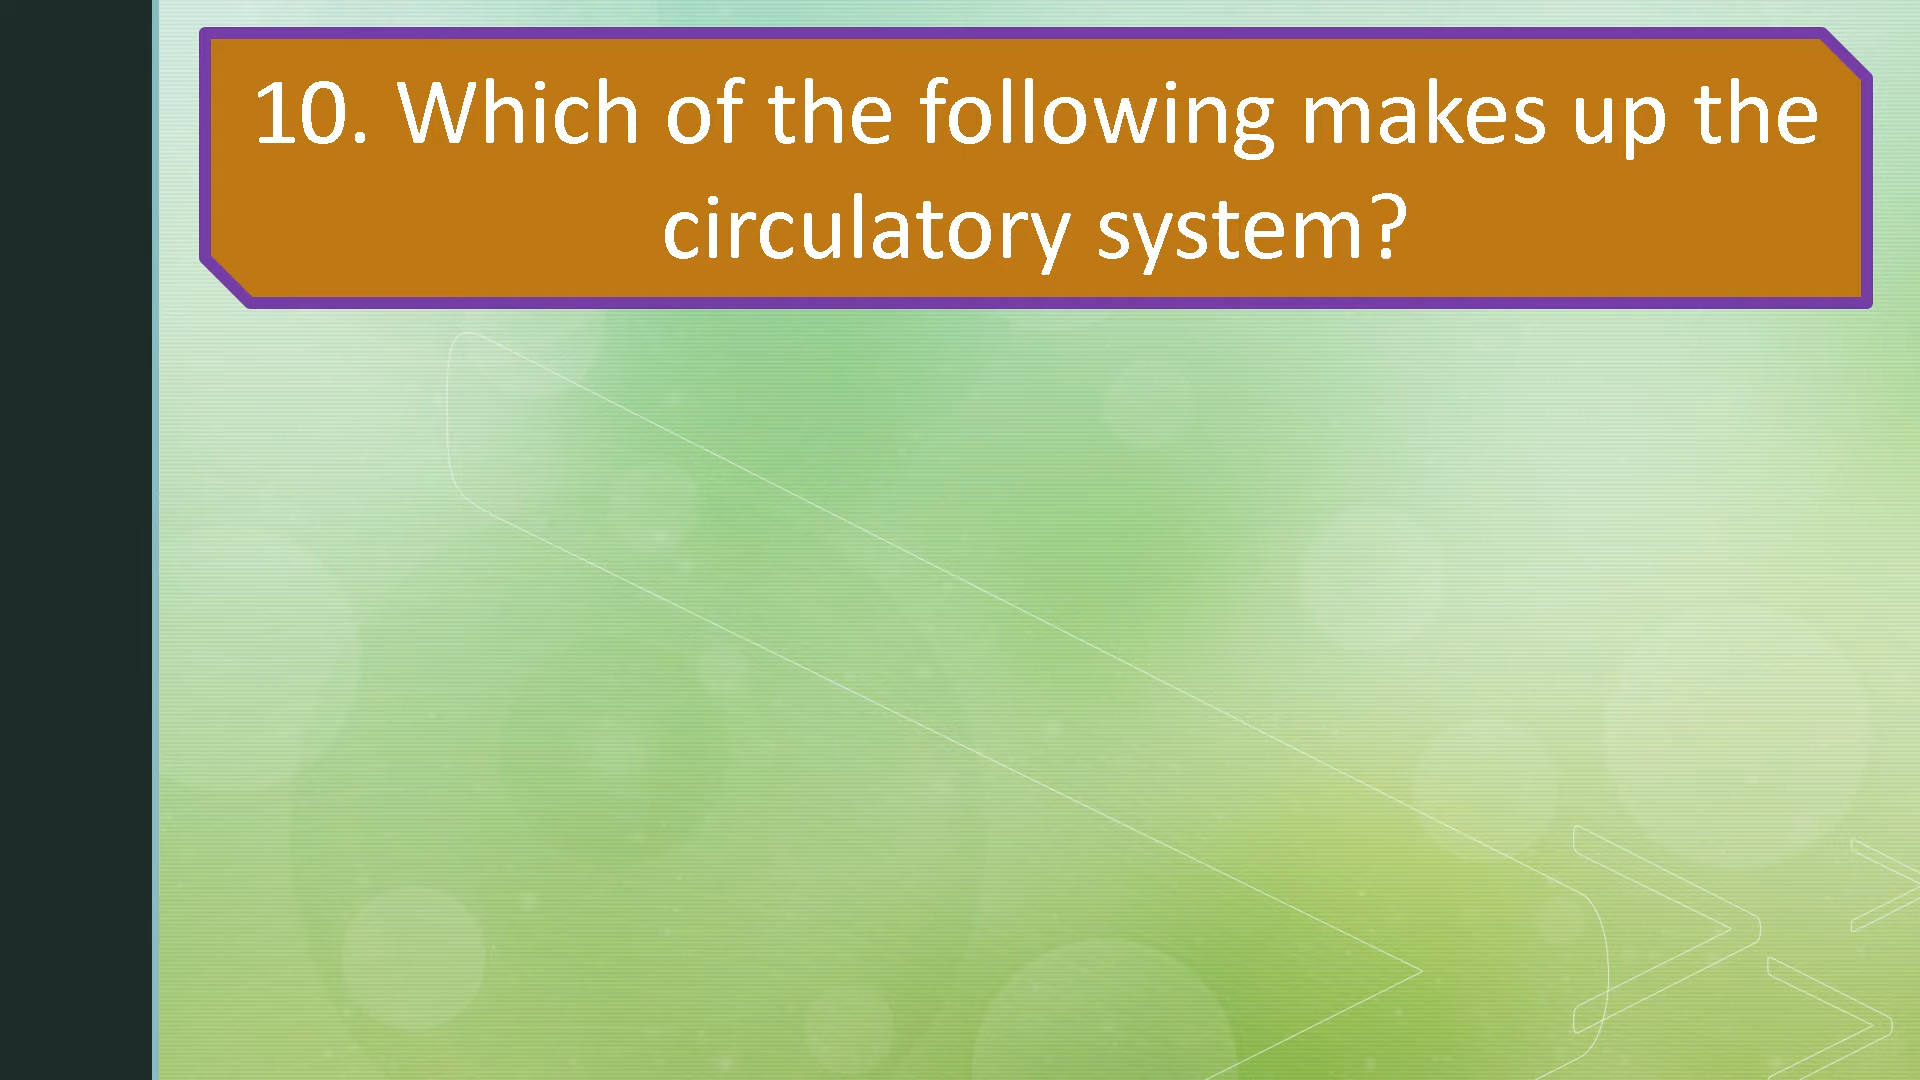 10. Which of the following makes up the
circulatory system?